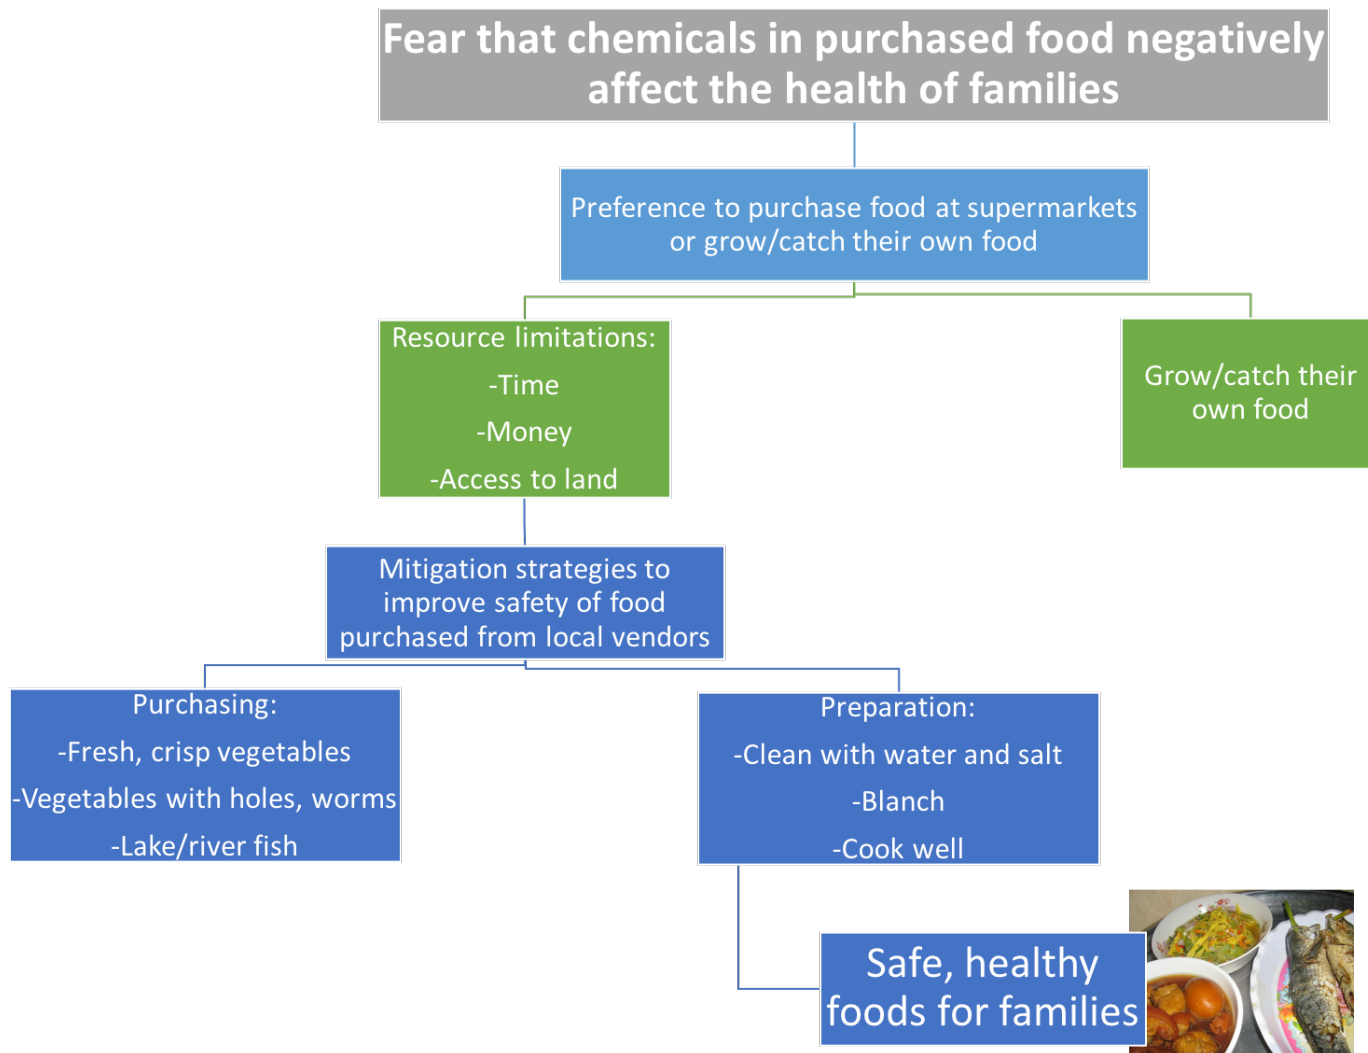 Fear that chemicals in purchased food negatively
affect the health of families
Preference to purchase food at supermarkets
or grow/catch their own food
Resource limitations:
-Time
-Money
-Access to land
Grow/catch their
own food
Mitigation strategies to
improve safety of food
purchased from local vendors
Purchasing:
-Fresh, crisp vegetables
-Vegetables with holes, worms
-Lake/river fish
Preparation:
-Clean with water and salt
-Blanch
-Cook well
Safe, healthy
foods for families